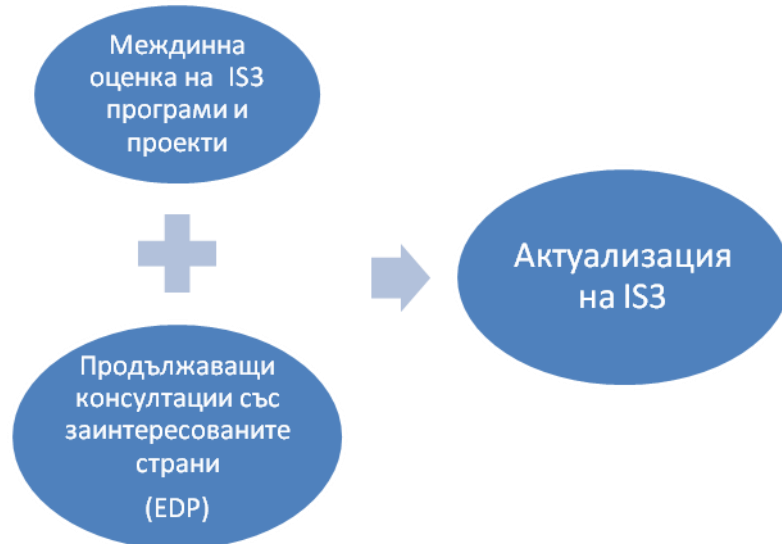 Междинна
оценка на IS3
програми и
проекти
Продължаващи
консултации със
заинтересованите
страни
(EDP)
Актуализация
на IS3